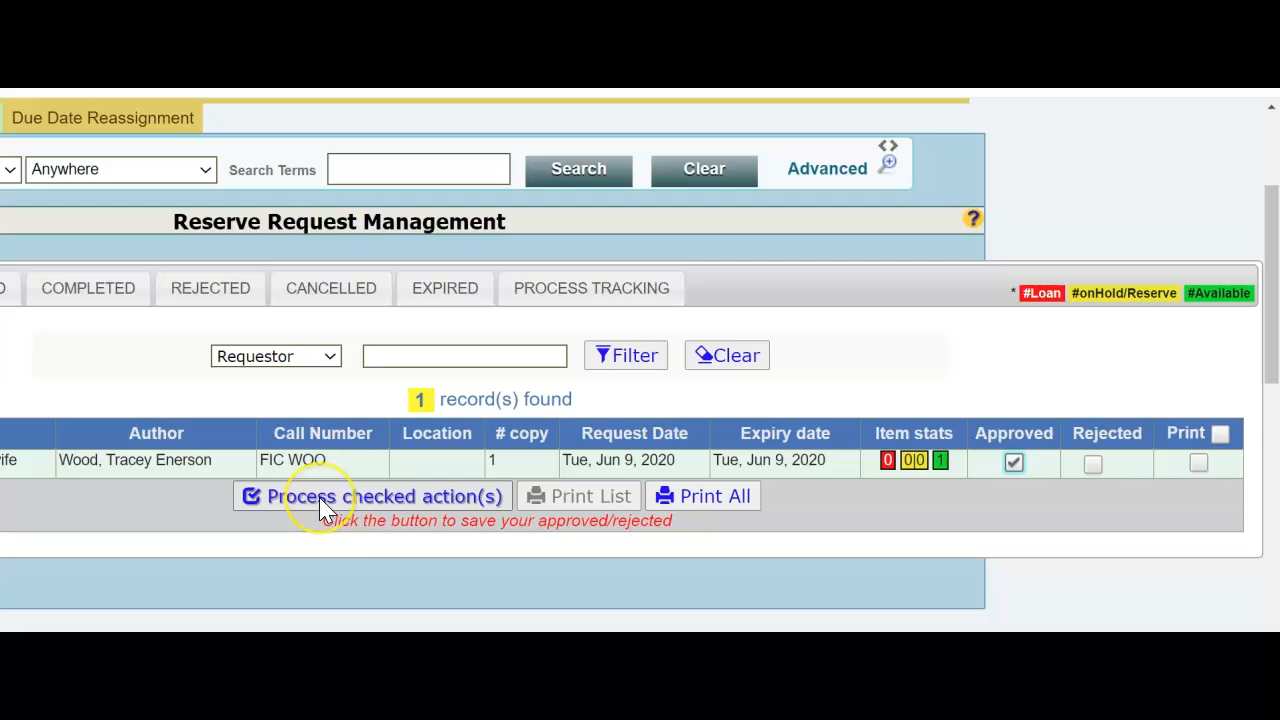 Due Date Reassignment
Anywhere Search Terms Search Clear Advanced
Reserve Request Management ?
COMPLETED REJECTED CANCELLED EXPIRED PROCESS TRACKING * #Loan #onHold/Reserve #Available
Requestor Filter Clear
1 record(s) found
Author Call Number Location # copy Request Date Expiry date Item stats Approved Rejected Print
ife Wood, Tracey Enerson FIC WOO 1 Tue, Jun 9, 2020 Tue, Jun 9, 2020 0 0|0 1
Process checked action(s) Print List Print All
Click the button to save your approved/rejected